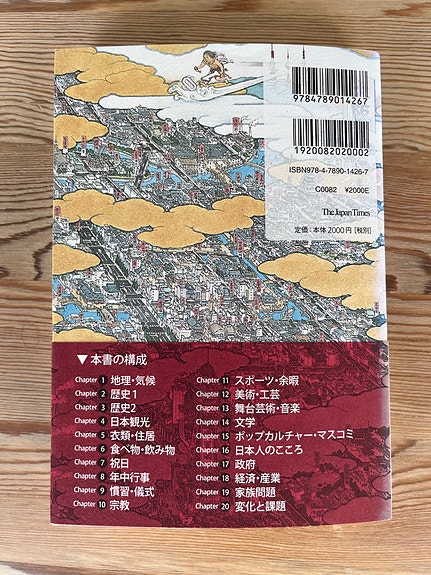 9784789014267
1920082020002
ISBN978-4-7890-1426-7
C0082 ¥2000E
The Japan Times
定価:本体2000円[税別]
▼本書の構成
Chapter 1 地理・気候
Chapter 2 歴史1
Chapter 3 歴史2
Chapter 4 日本観光
Chapter 5 衣類・住居
Chapter 6 食べ物・飲み物
Chapter 7 祝日
Chapter 8 年中行事
Chapter 9 慣習・儀式
Chapter 10 宗教
Chapter 11 スポーツ・余暇
Chapter 12 美術・工芸
Chapter 13 舞台芸術・音楽
Chapter 14 文学
Chapter 15 ポップカルチャー・マスコミ
Chapter 16 日本人のこころ
Chapter 17 政府
Chapter 18 経済・産業
Chapter 19 家族問題
Chapter 20 変化と課題